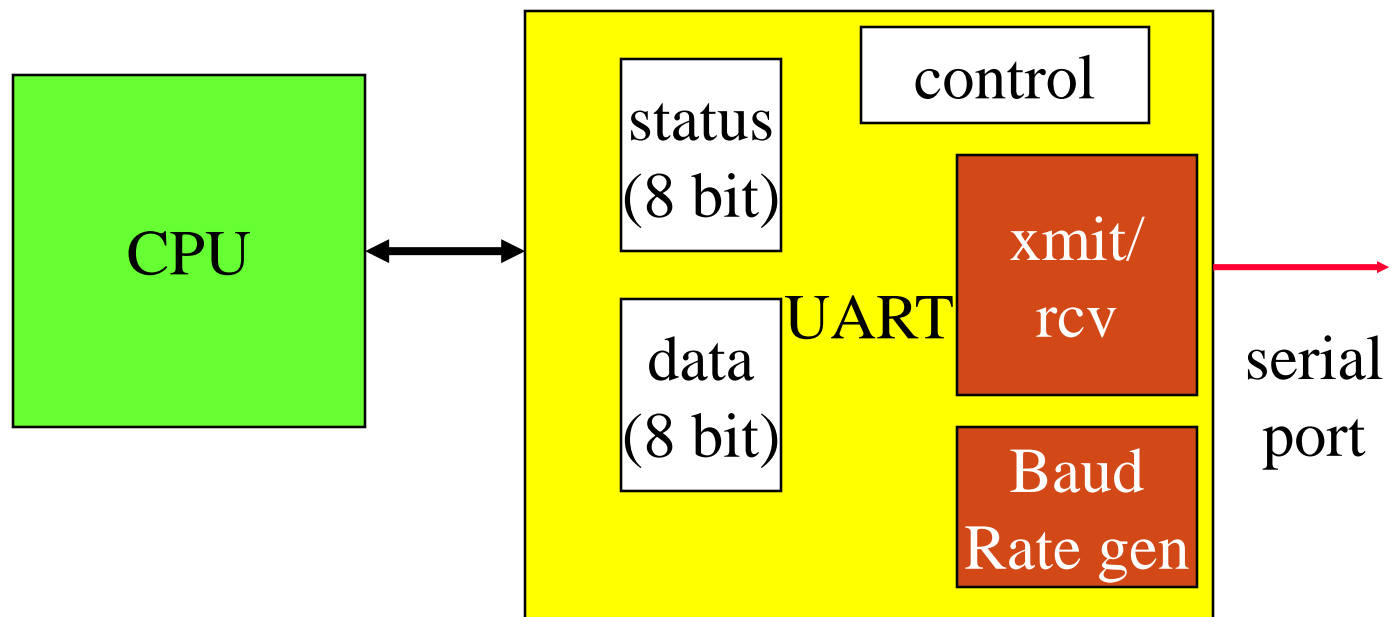 CPU
status
(8 bit)
data
(8 bit)
UART
control
xmit/
rcv
Baud
Rate gen
serial
port